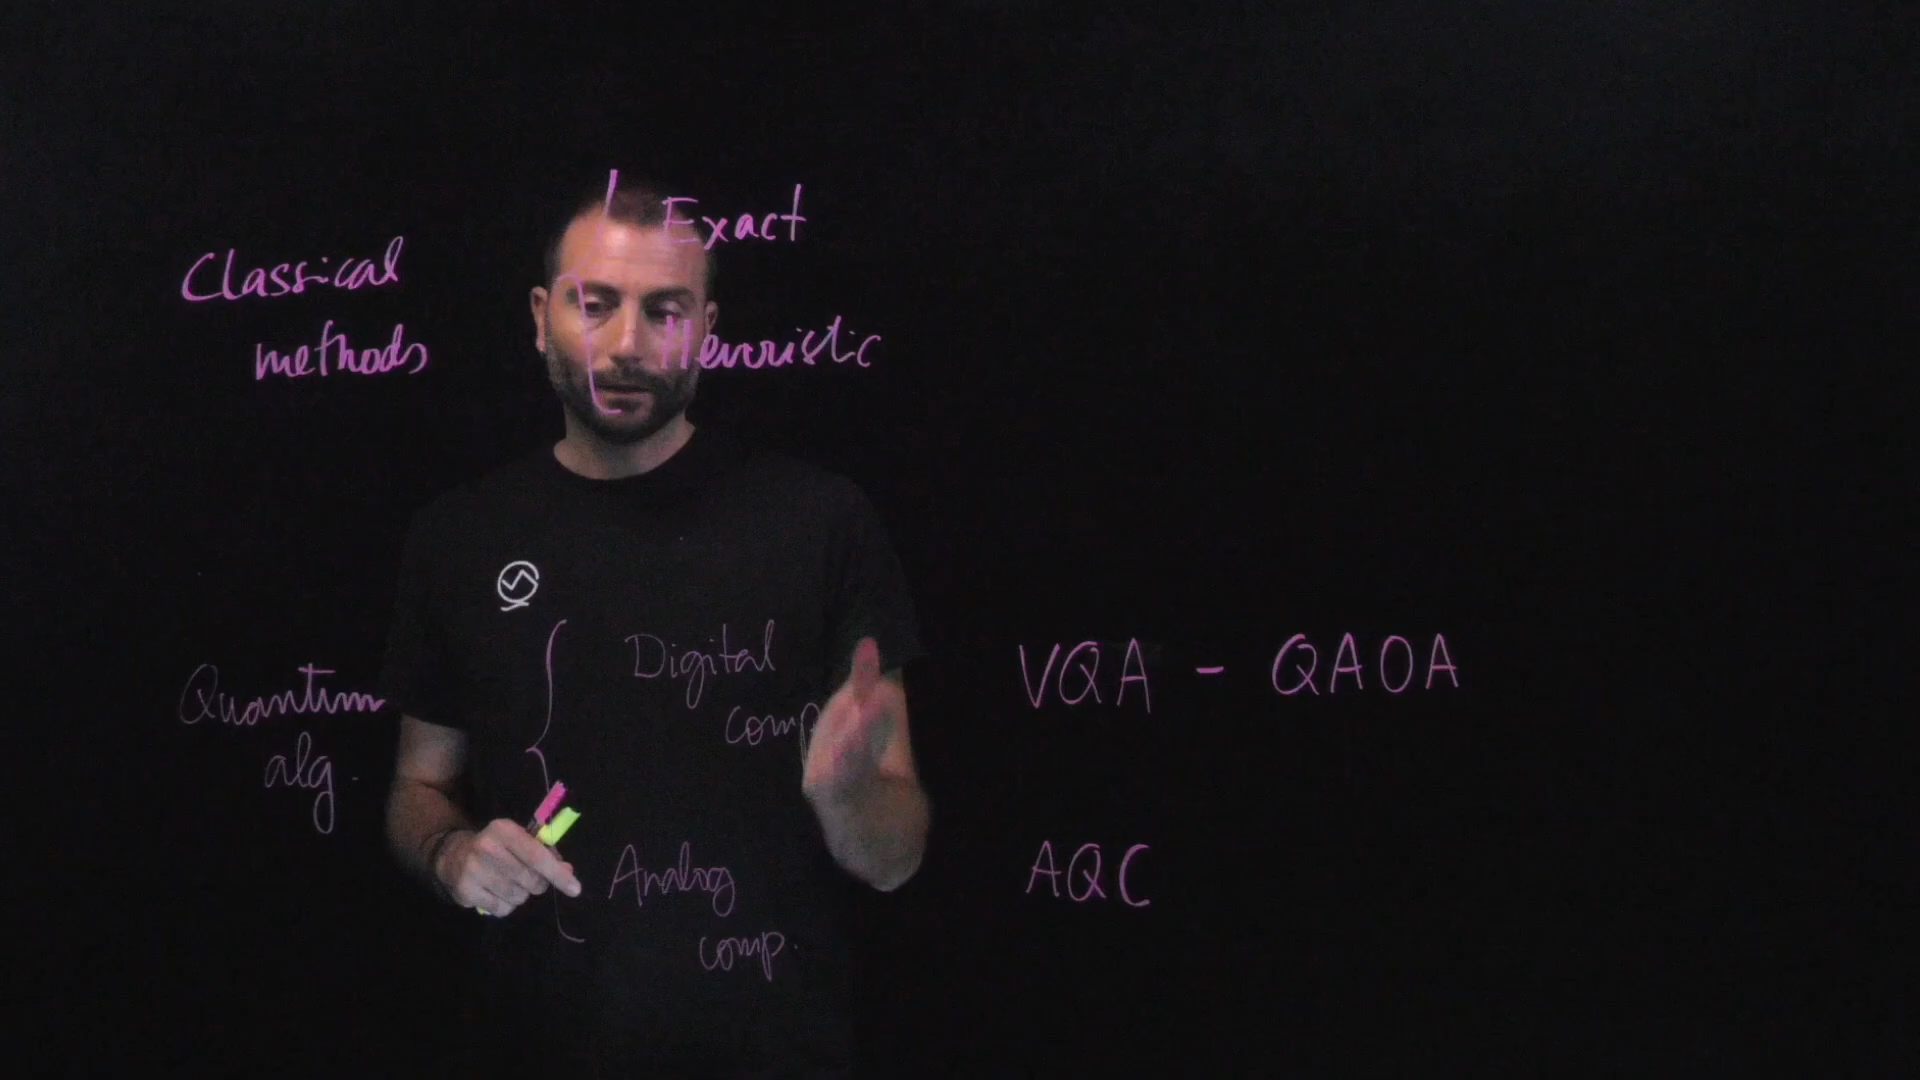 Exact
Classical
methods
Heuristic
Digital
comp
VQA - QAOA
Quantum
alg.
Analog
comp.
AQC